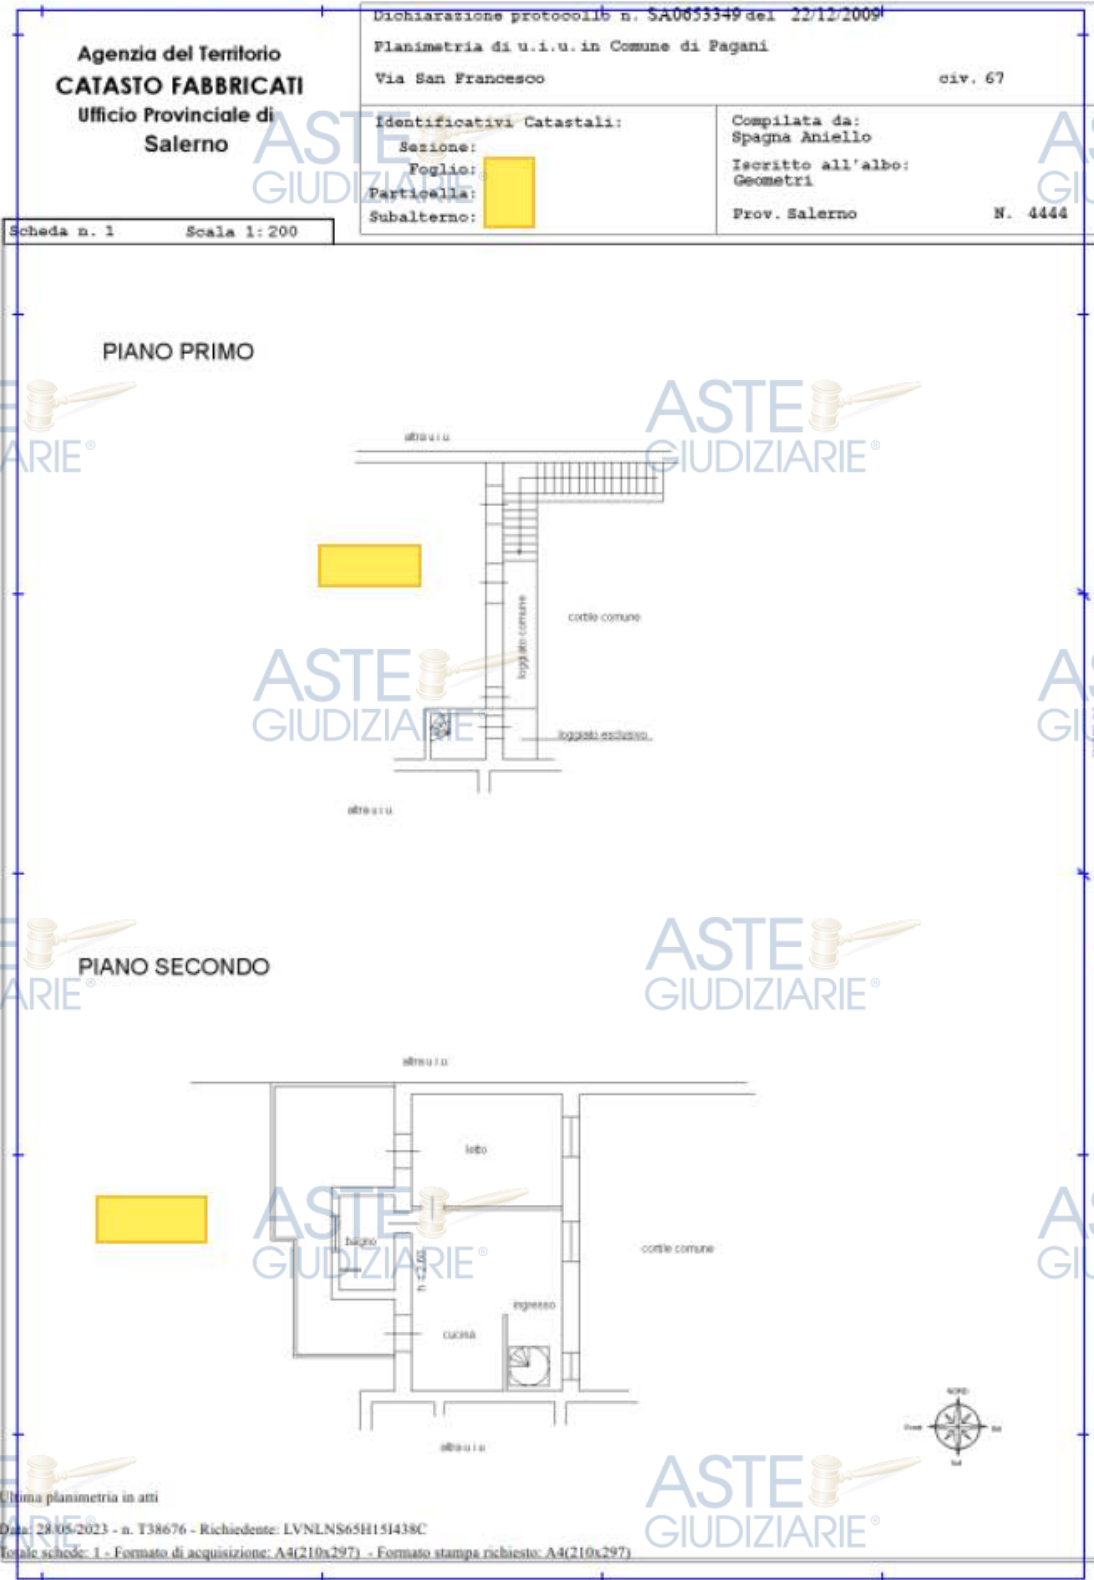 Dichiarazione protocollo n. SA0653349 del 22/12/2009
Planimetria di u.i.u. in Comune di Pagani
Via San Francesco civ. 67
Agenzia del Territorio
CATASTO FABBRICATI
Ufficio Provinciale di
Salerno
Identificativi Catastali:
Sezione:
Foglio:
Particella:
Subalterno:
Compilata da:
Spagna Aniello
Iscritto all'albo:
Geometri
Prov. Salerno N. 4444
Scheda n. 1 Scala 1:200
PIANO PRIMO
altra u i u
loggiato comune
cortile comune
loggiato esclusivo
altra u i u
PIANO SECONDO
altra u i u
letto
bagno
cortile comune
ingresso
cucina
altra u i u
NORD
Ultima planimetria in atti
Data: 28/05/2023 - n. T38676 - Richiedente: LVNLNS65H15I438C
Totale schede: 1 - Formato di acquisizione: A4(210x297) - Formato stampa richiesto: A4(210x297)
ASTE
GIUDIZIARIE®